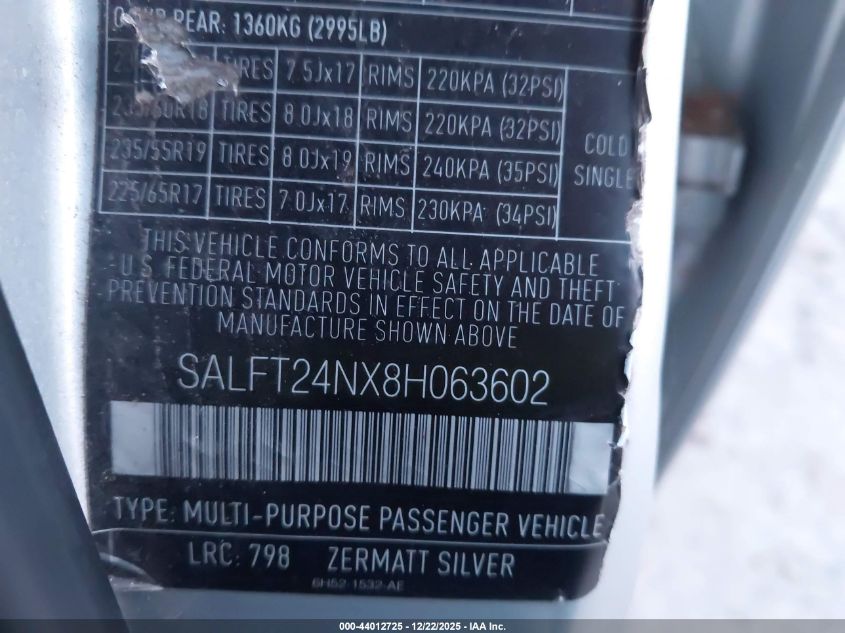 REAR: 1360KG (2995LB)
TIRES 7.5Jx17 RIMS 220KPA (32PSI)
235/60R18 TIRES 8.0Jx18 RIMS 220KPA (32PSI)
235/55R19 TIRES 8.0Jx19 RIMS 240KPA (35PSI)
225/65R17 TIRES 7.0Jx17 RIMS 230KPA (34PSI)
COLD
SINGLE
THIS VEHICLE CONFORMS TO ALL APPLICABLE
U.S. FEDERAL MOTOR VEHICLE SAFETY AND THEFT
PREVENTION STANDARDS IN EFFECT ON THE DATE OF
MANUFACTURE SHOWN ABOVE
SALFT24NX8H063602
TYPE: MULTI-PURPOSE PASSENGER VEHICLE
LRC: 798 ZERMATT SILVER
6H52-1532-AE
000-44012725 - 12/22/2025 - IAA Inc.